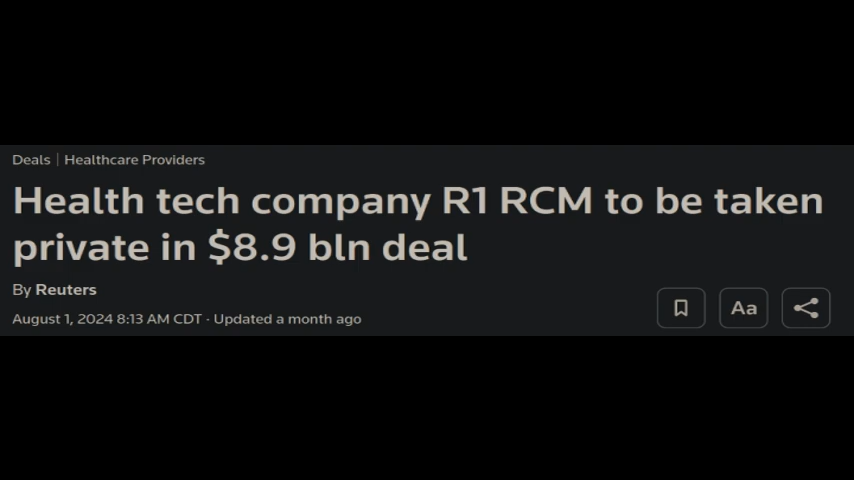 Deals | Healthcare Providers
Health tech company R1 RCM to be taken
private in $8.9 bln deal
By Reuters
August 1, 2024 8:13 AM CDT · Updated a month ago
Aa